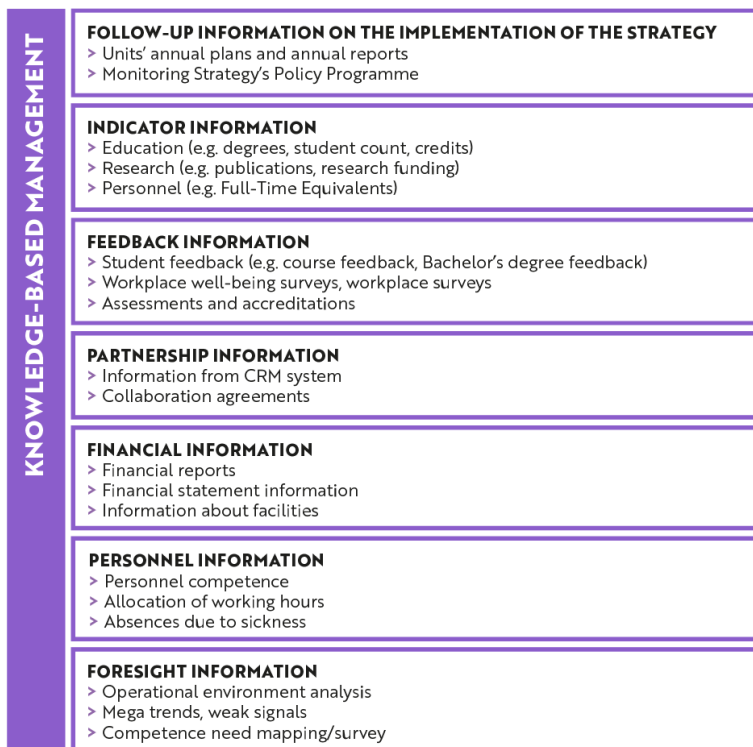 KNOWLEDGE-BASED MANAGEMENT
FOLLOW-UP INFORMATION ON THE IMPLEMENTATION OF THE STRATEGY
> Units' annual plans and annual reports
> Monitoring Strategy's Policy Programme
INDICATOR INFORMATION
> Education (e.g. degrees, student count, credits)
> Research (e.g. publications, research funding)
> Personnel (e.g. Full-Time Equivalents)
FEEDBACK INFORMATION
> Student feedback (e.g. course feedback, Bachelor's degree feedback)
> Workplace well-being surveys, workplace surveys
> Assessments and accreditations
PARTNERSHIP INFORMATION
> Information from CRM system
> Collaboration agreements
FINANCIAL INFORMATION
> Financial reports
> Financial statement information
> Information about facilities
PERSONNEL INFORMATION
> Personnel competence
> Allocation of working hours
> Absences due to sickness
FORESIGHT INFORMATION
> Operational environment analysis
> Mega trends, weak signals
> Competence need mapping/survey